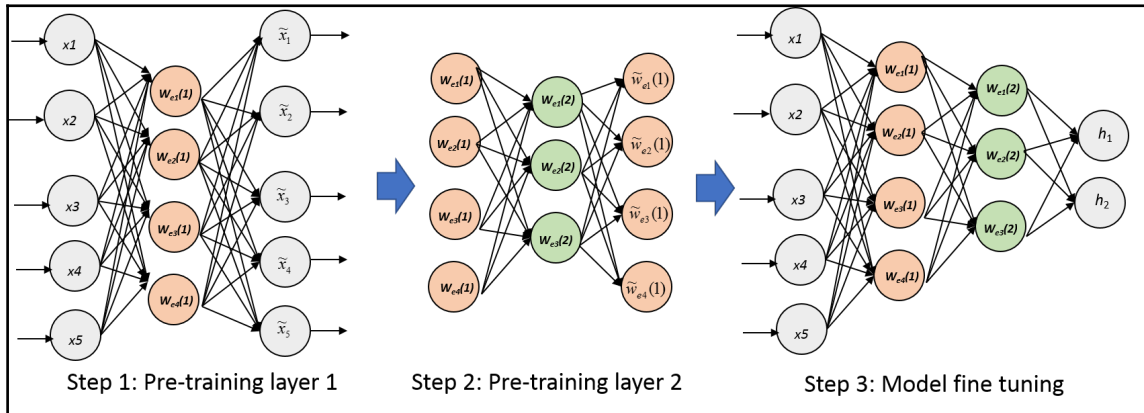 x1
x2
x3
x4
x5
Wₑ₁(1)
Wₑ₂(1)
Wₑ₃(1)
Wₑ₄(1)
x̃₁
x̃₂
x̃₃
x̃₄
x̃₅
Step 1: Pre-training layer 1
Wₑ₁(1)
Wₑ₂(1)
Wₑ₃(1)
Wₑ₄(1)
Wₑ₁(2)
Wₑ₂(2)
Wₑ₃(2)
w̃ₑ₁(1)
w̃ₑ₂(1)
w̃ₑ₃(1)
w̃ₑ₄(1)
Step 2: Pre-training layer 2
x1
x2
x3
x4
x5
Wₑ₁(1)
Wₑ₂(1)
Wₑ₃(1)
Wₑ₄(1)
Wₑ₁(2)
Wₑ₂(2)
Wₑ₃(2)
h₁
h₂
Step 3: Model fine tuning